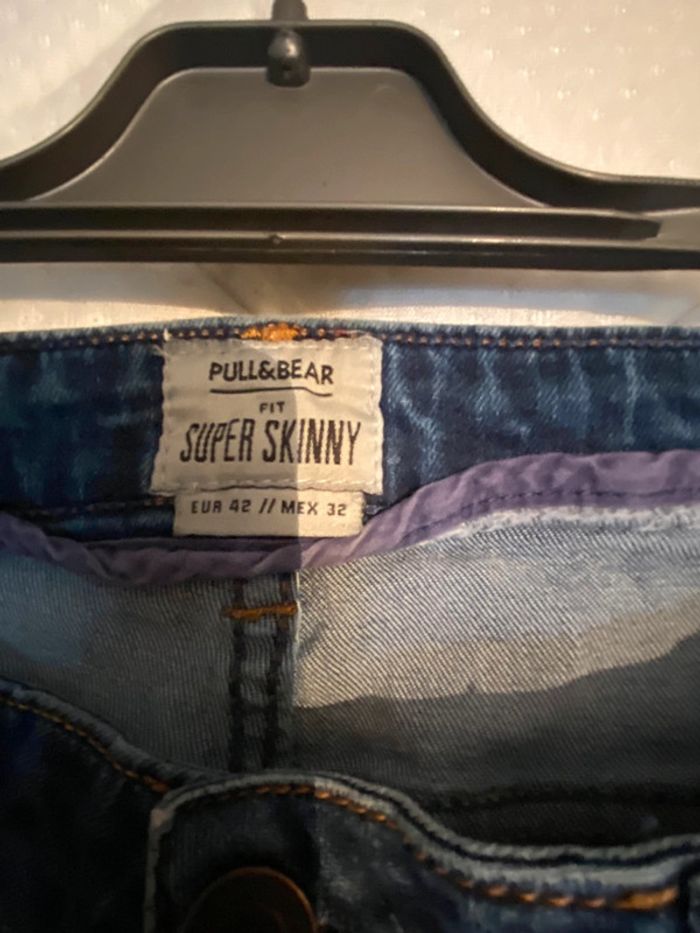 PULL&BEAR
FIT
SUPER SKINNY
EUR 42 // MEX 32